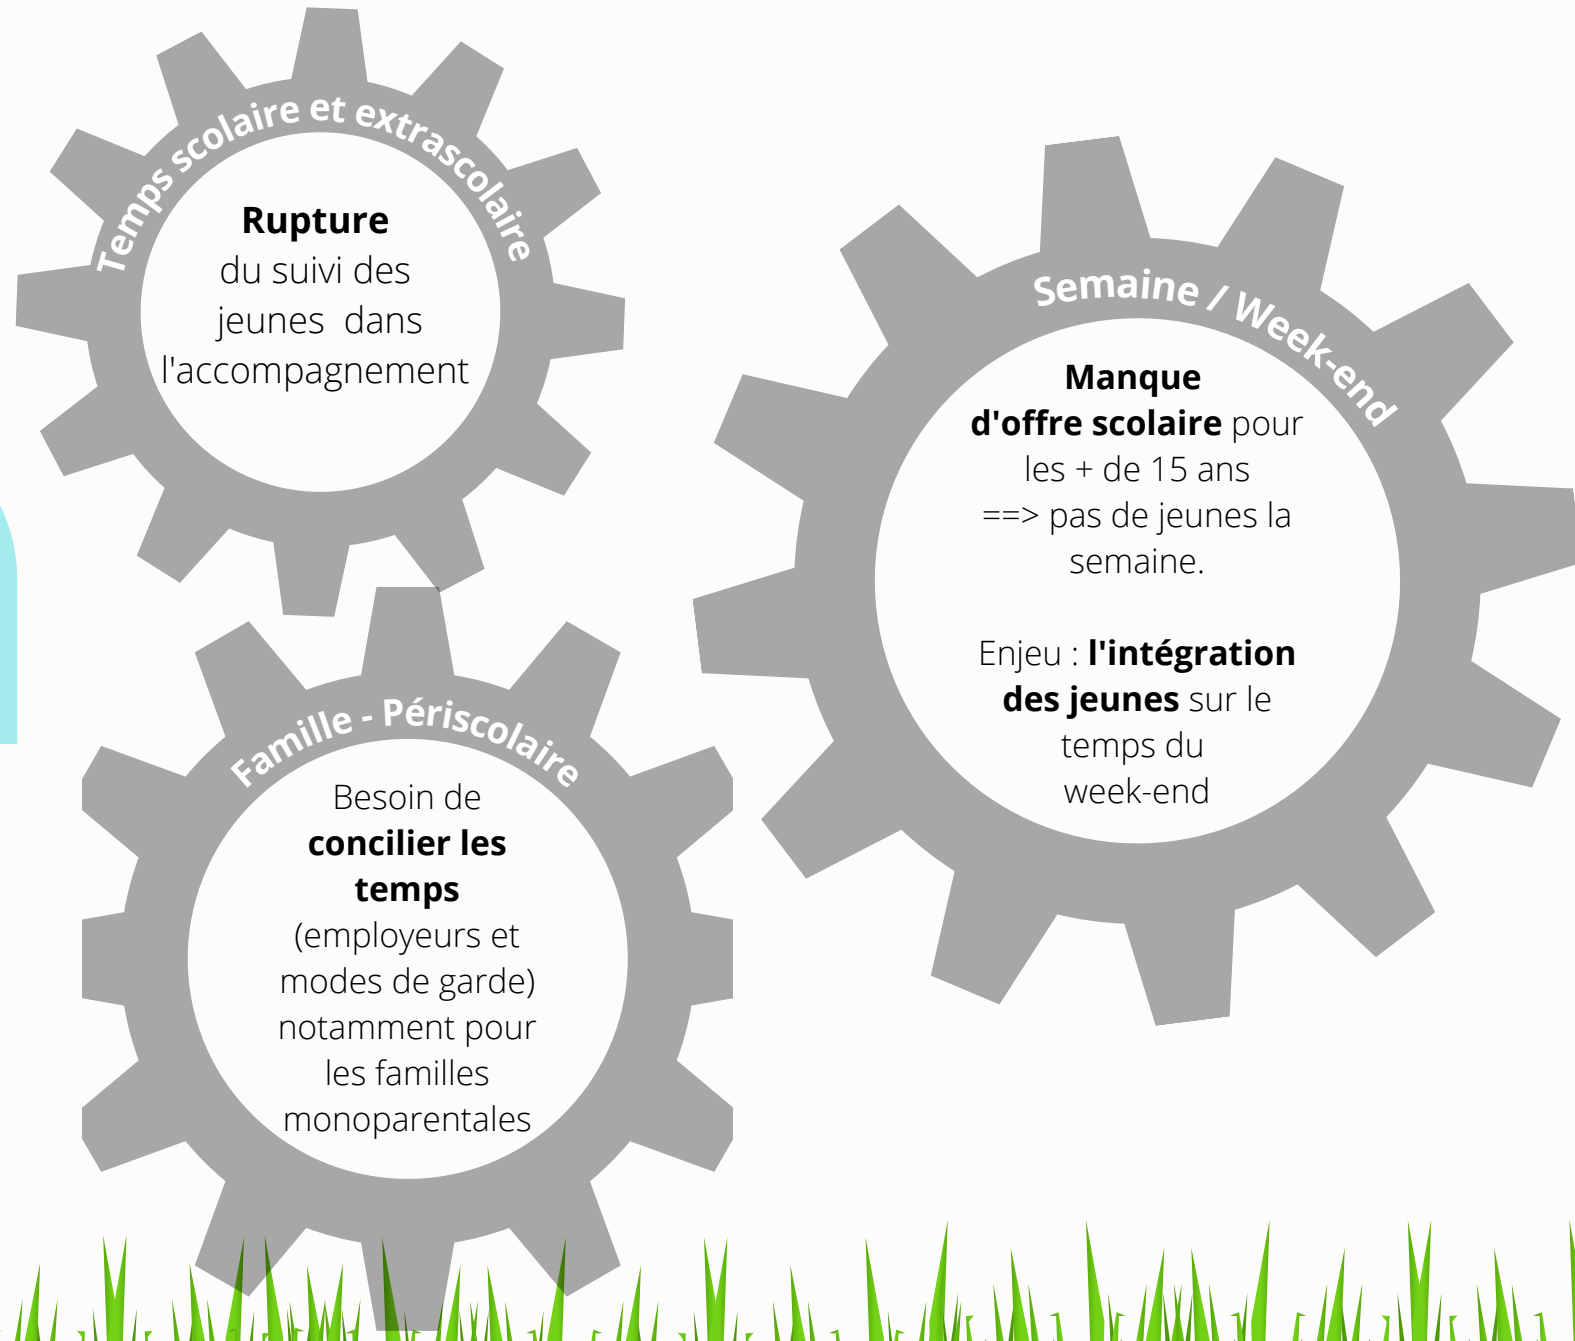 Temps scolaire et extrascolaire
Rupture
du suivi des
jeunes dans
l'accompagnement
Semaine / Week-end
Manque
d'offre scolaire pour
les + de 15 ans
==> pas de jeunes la
semaine.
Enjeu : l'intégration
des jeunes sur le
temps du
week-end
Famille - Périscolaire
Besoin de
concilier les
temps
(employeurs et
modes de garde)
notamment pour
les familles
monoparentales